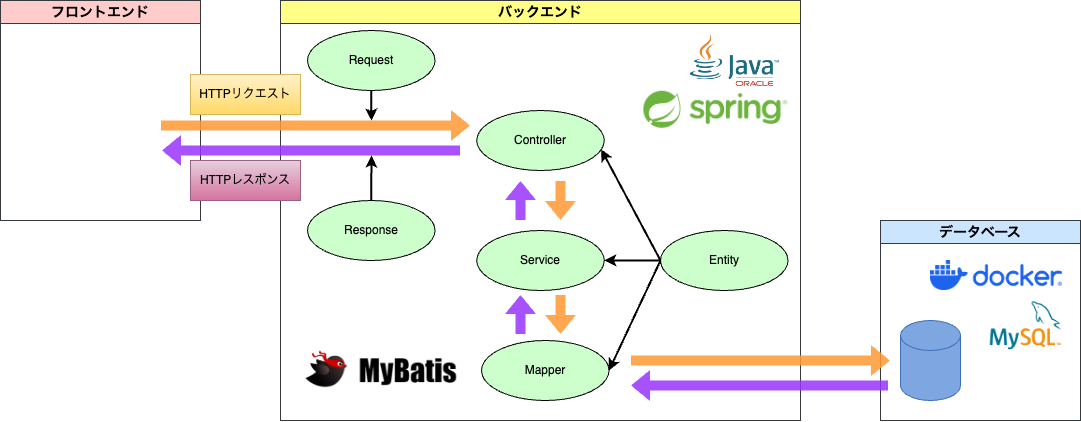 フロントエンド
バックエンド
Request
Java™
ORACLE
spring®
HTTPリクエスト
Controller
HTTPレスポンス
Response
Service
Entity
データベース
docker®
MySQL™
MyBatis
Mapper